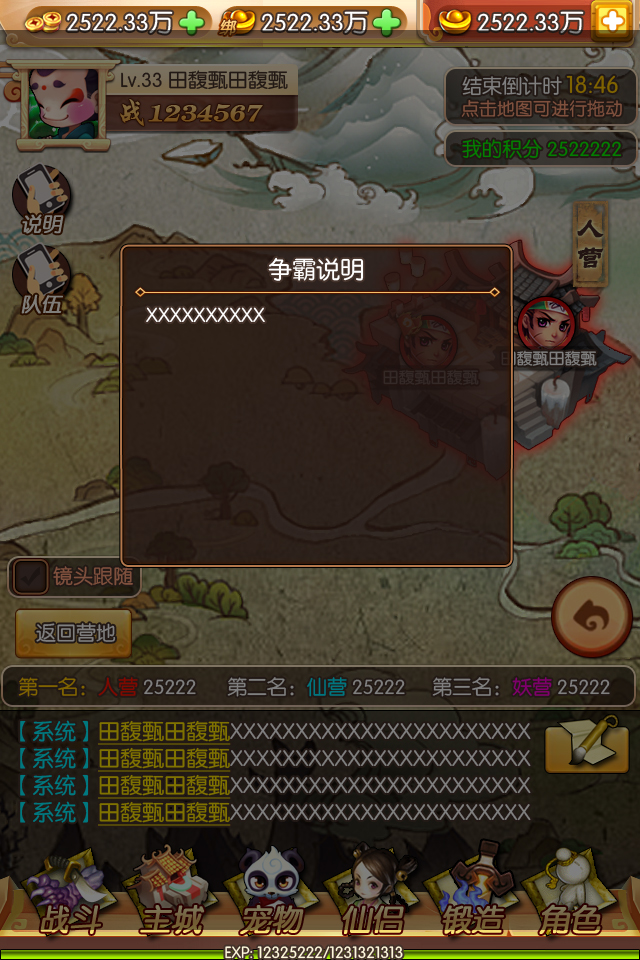 2522.33万
绑 2522.33万
2522.33万
Lv.33 田馥甄田馥甄
战 1234567
结束倒计时 18:46
点击地图可进行拖动
我的积分 2522222
说明
队伍
人营
争霸说明
XXXXXXXXXX
田馥甄田馥甄
田馥甄田馥甄
镜头跟随
返回营地
第一名：人营 25222 第二名：仙营 25222 第三名：妖营 25222
【系统】田馥甄田馥甄XXXXXXXXXXXXXXXXXXXXXXX
【系统】田馥甄田馥甄XXXXXXXXXXXXXXXXXXXXXXX
【系统】田馥甄田馥甄XXXXXXXXXXXXXXXXXXXXXXX
【系统】田馥甄田馥甄XXXXXXXXXXXXXXXXXXXXXXX
战斗 主城 宠物 仙侣 锻造 角色
EXP: 12325222/1231321313